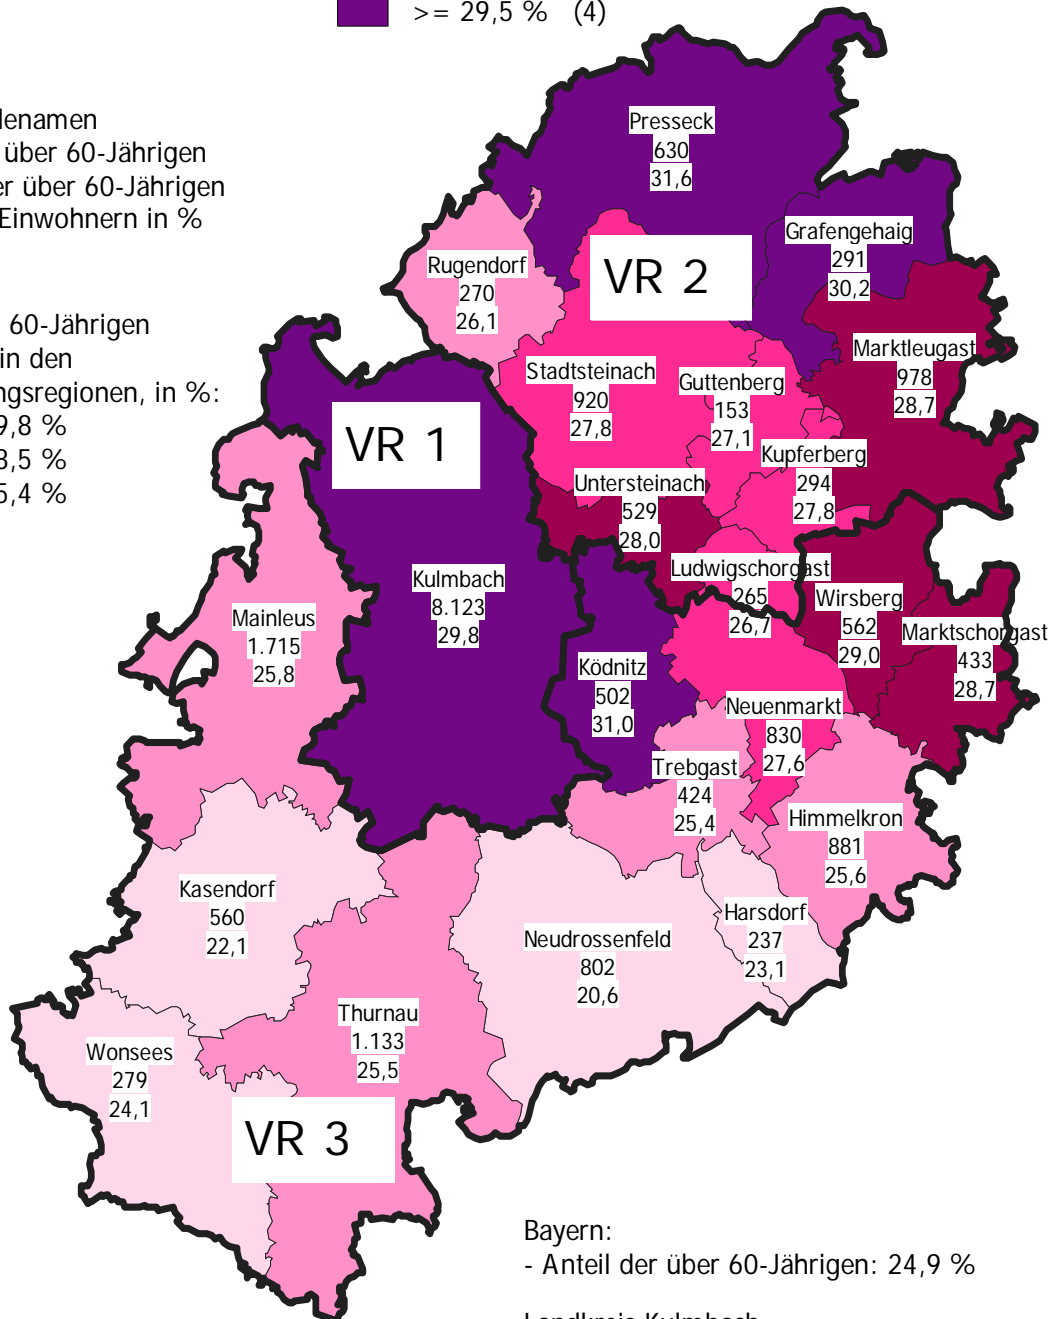 >= 29,5 % (4)
über 60-Jährigen
über 60-Jährigen
Einwohnern in %
60-Jährigen
in den
in %:
9,8 %
8,5 %
5,4 %
Presseck
630
31,6
Grafengehaig
291
30,2
Rugendorf
270
26,1
VR 2
Marktleugast
978
28,7
Stadtsteinach
920
27,8
Guttenberg
153
27,1
VR 1
Kupferberg
294
27,8
Untersteinach
529
28,0
Ludwigschorgast
265
26,7
Kulmbach
8.123
29,8
Wirsberg
562
29,0
Mainleus
1.715
25,8
Marktschorgast
433
28,7
Ködnitz
502
31,0
Neuenmarkt
830
27,6
Trebgast
424
25,4
Himmelkron
881
25,6
Kasendorf
560
22,1
Harsdorf
237
23,1
Neudrossenfeld
802
20,6
Thurnau
1.133
25,5
Wonsees
279
24,1
VR 3
Bayern:
- Anteil der über 60-Jährigen: 24,9 %
Landkreis Kulmbach